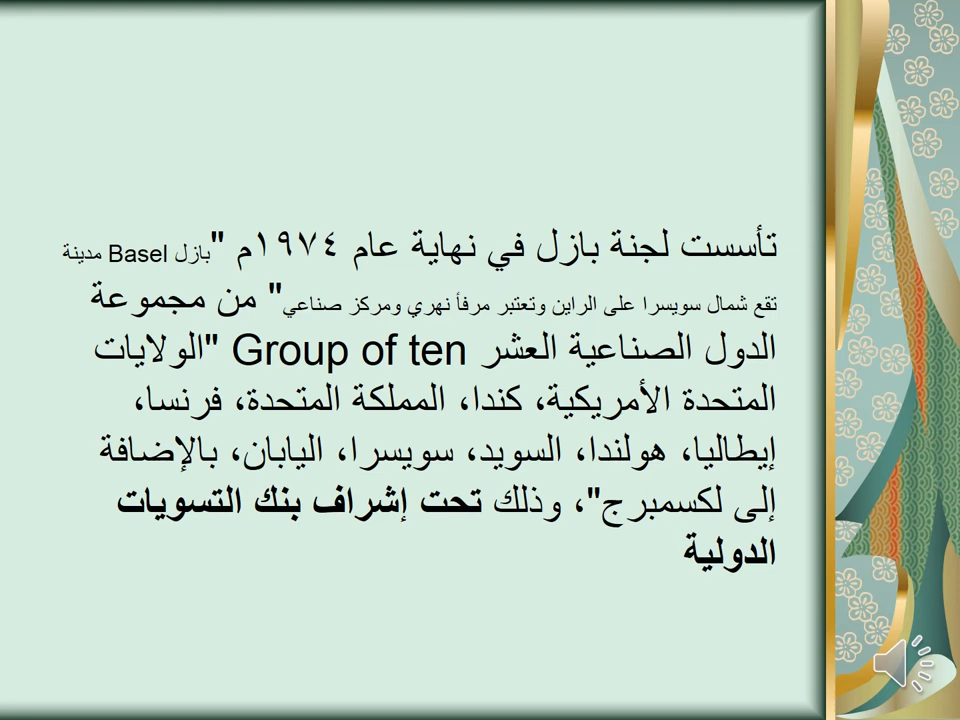 تأسست لجنة بازل في نهاية عام ١٩٧٤م "بازل Basel مدينة
تقع شمال سويسرا على الراين وتعتبر مرفأ نهري ومركز صناعي" من مجموعة
الدول الصناعية العشر Group of ten "الولايات
المتحدة الأمريكية، كندا، المملكة المتحدة، فرنسا،
إيطاليا، هولندا، السويد، سويسرا، اليابان، بالإضافة
إلى لكسمبرج"، وذلك تحت إشراف بنك التسويات
الدولية